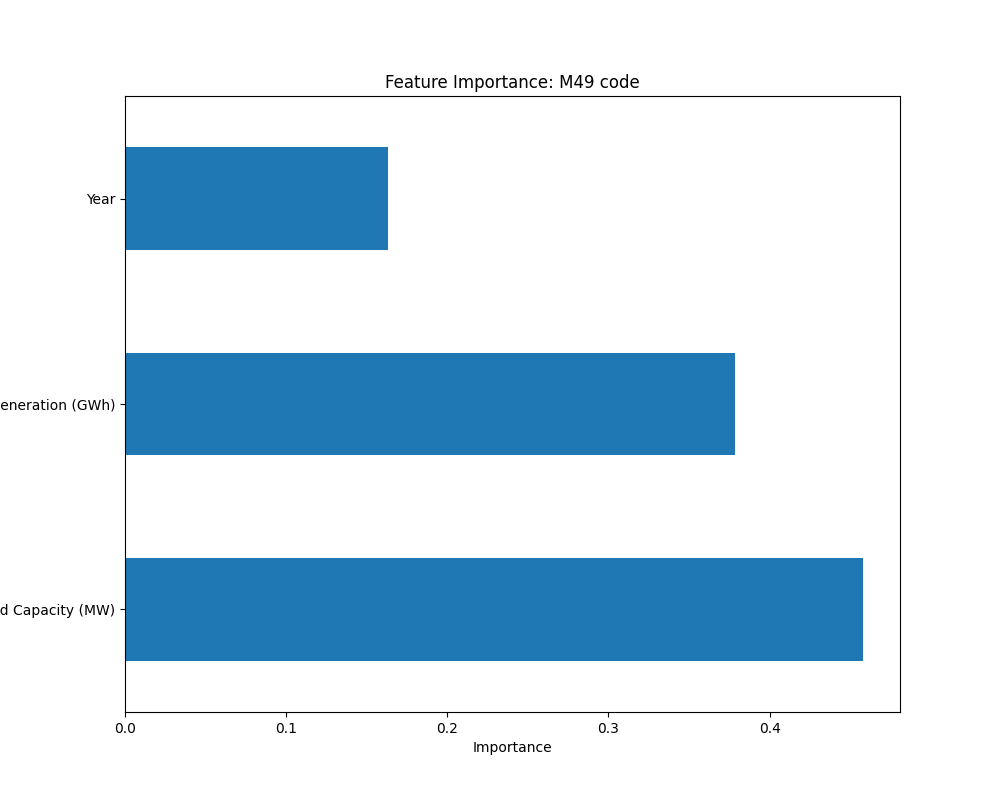 Feature Importance: M49 code
Year
eneration (GWh)
d Capacity (MW)
0.0 0.1 0.2 0.3 0.4
Importance